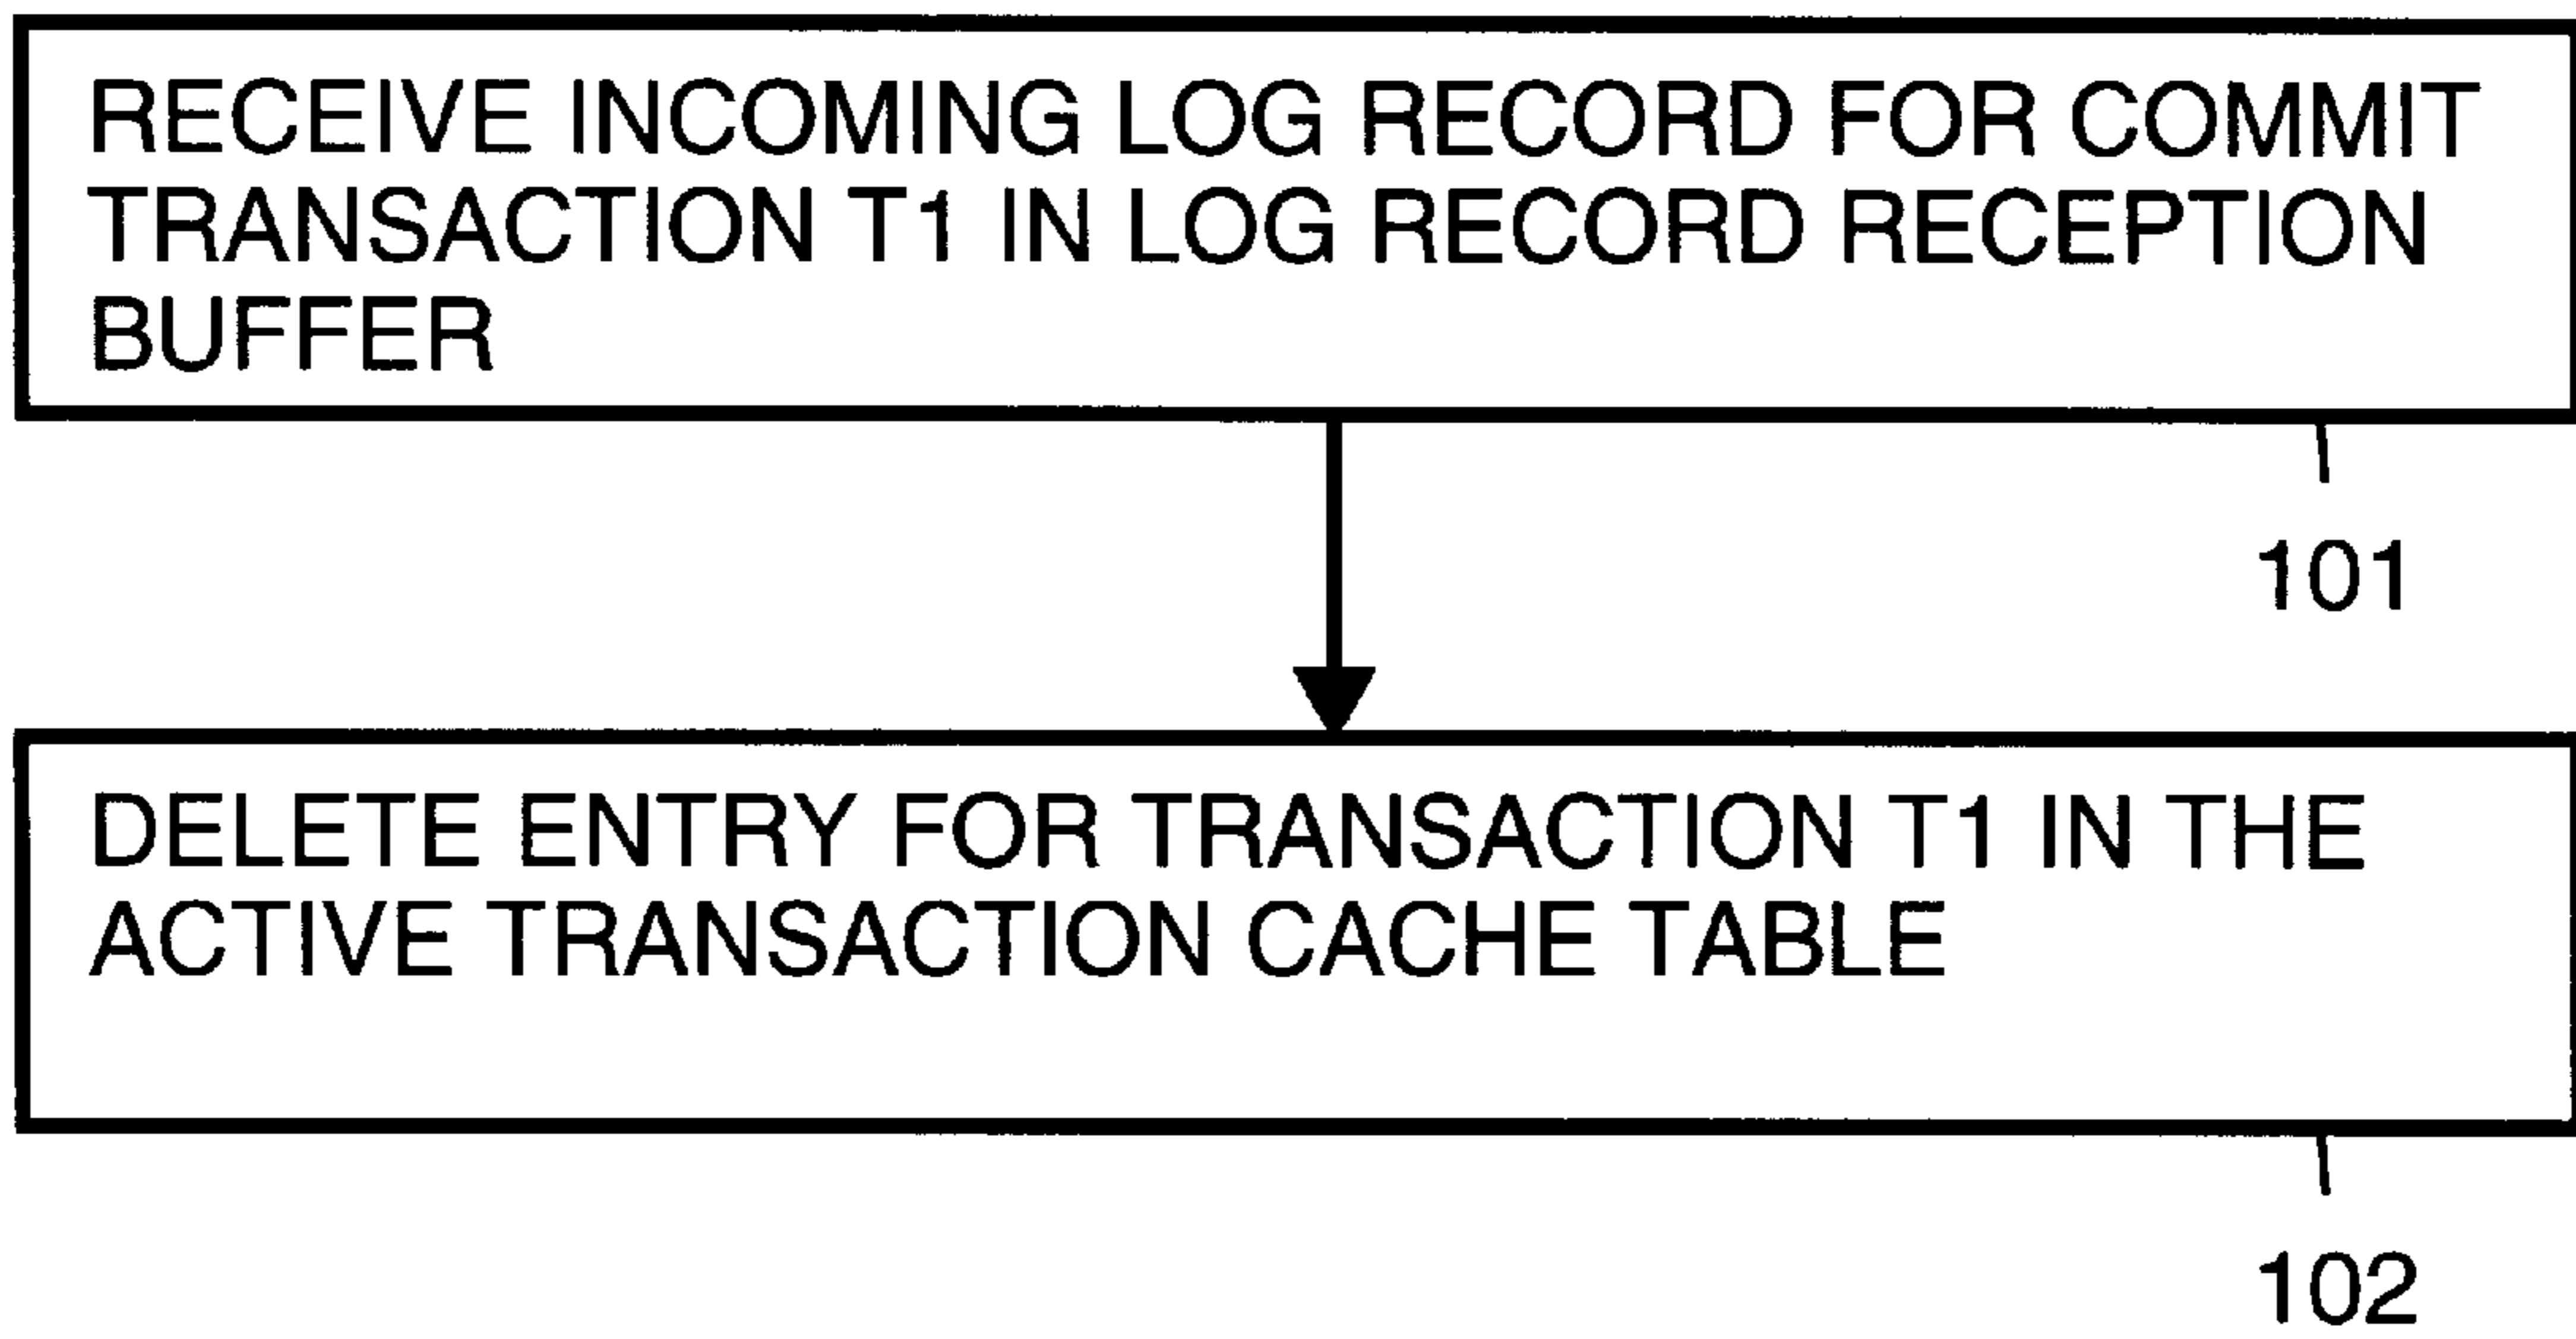 RECEIVE INCOMING LOG RECORD FOR COMMIT
TRANSACTION T1 IN LOG RECORD RECEPTION
BUFFER
101
DELETE ENTRY FOR TRANSACTION T1 IN THE
ACTIVE TRANSACTION CACHE TABLE
102